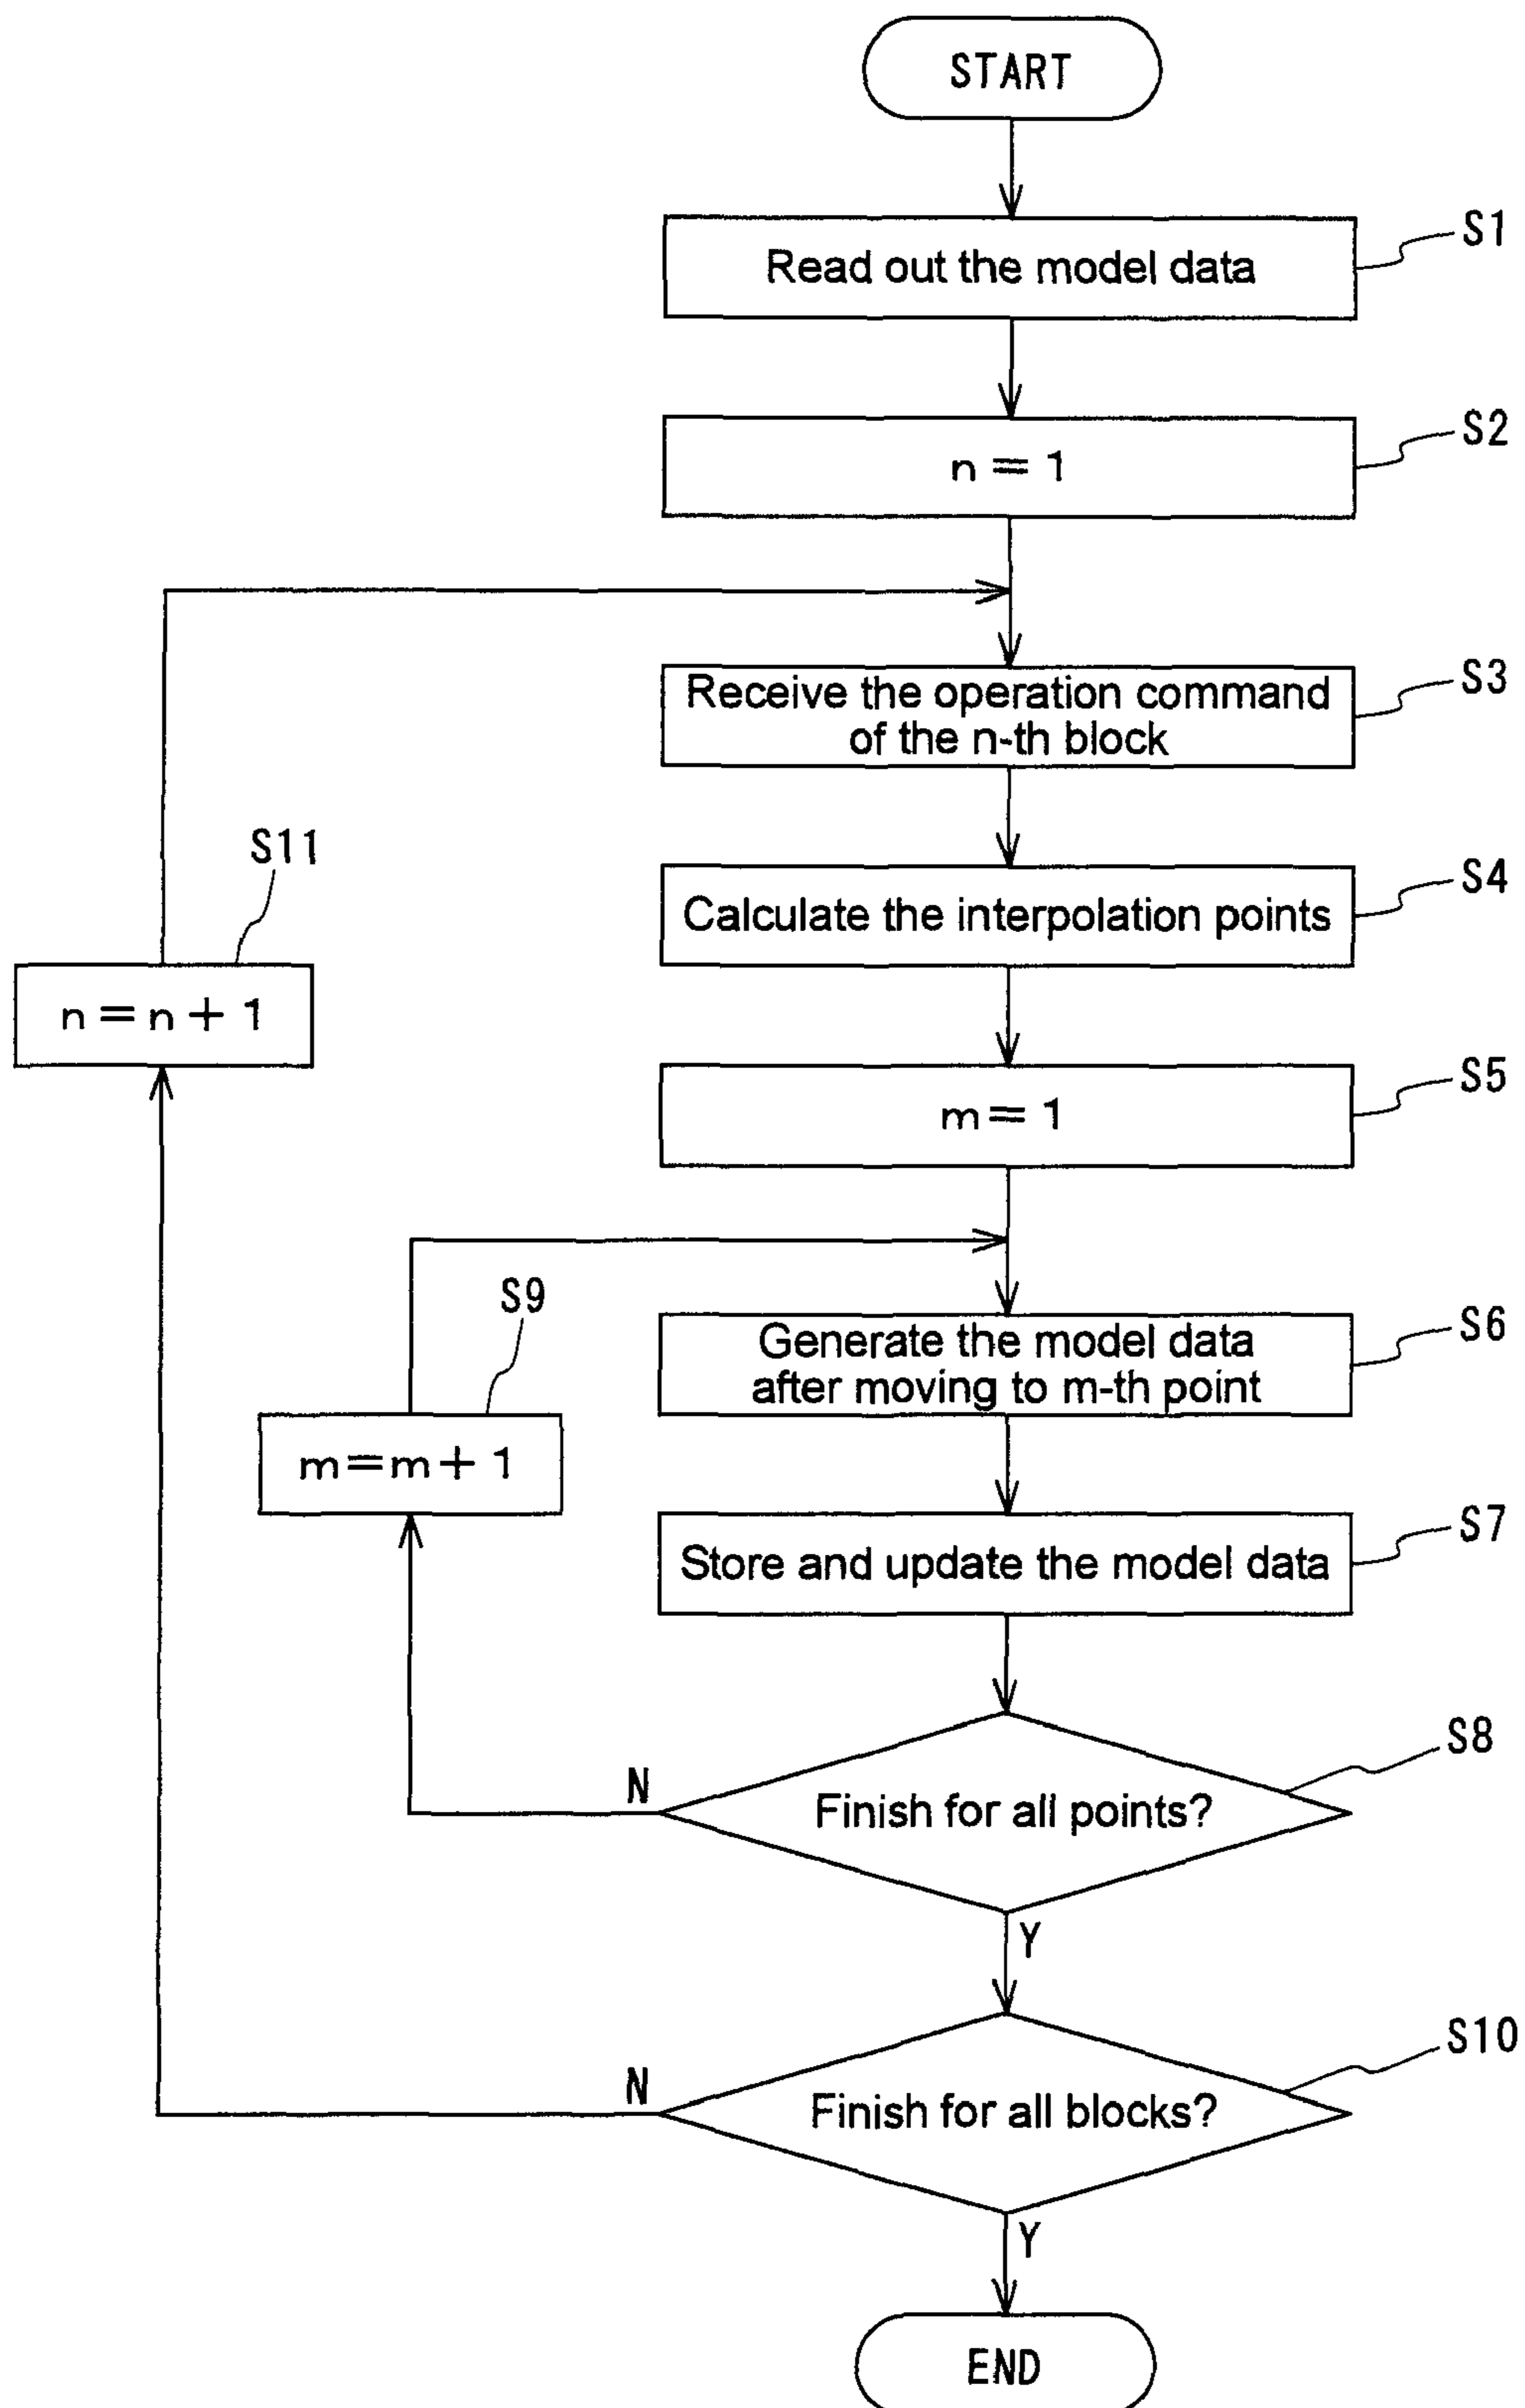 START
Read out the model data
S1
n = 1
S2
Receive the operation command
of the n-th block
S3
Calculate the interpolation points
S4
S11
n = n + 1
m = 1
S5
Generate the model data
after moving to m-th point
S6
S9
m = m + 1
Store and update the model data
S7
Finish for all points?
S8
N
Y
Finish for all blocks?
S10
N
Y
END